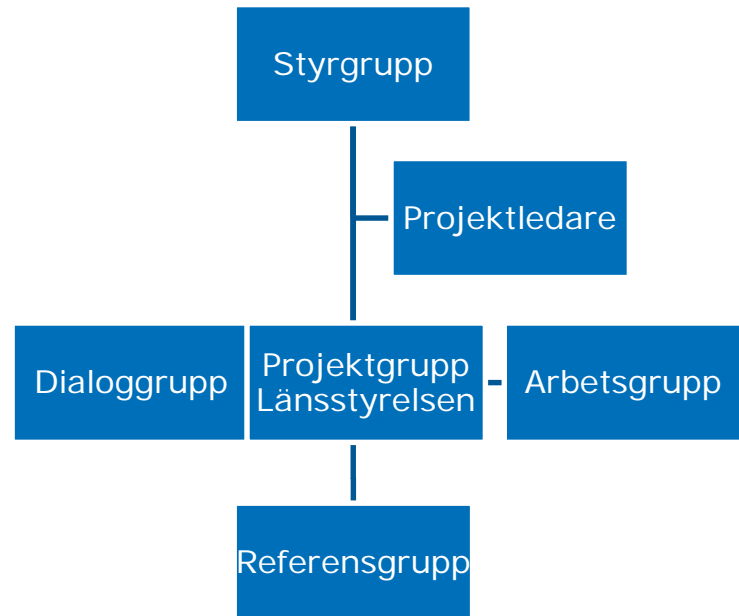 Styrgrupp
Projektledare
Dialoggrupp
Projektgrupp
Länsstyrelsen
Arbetsgrupp
Referensgrupp